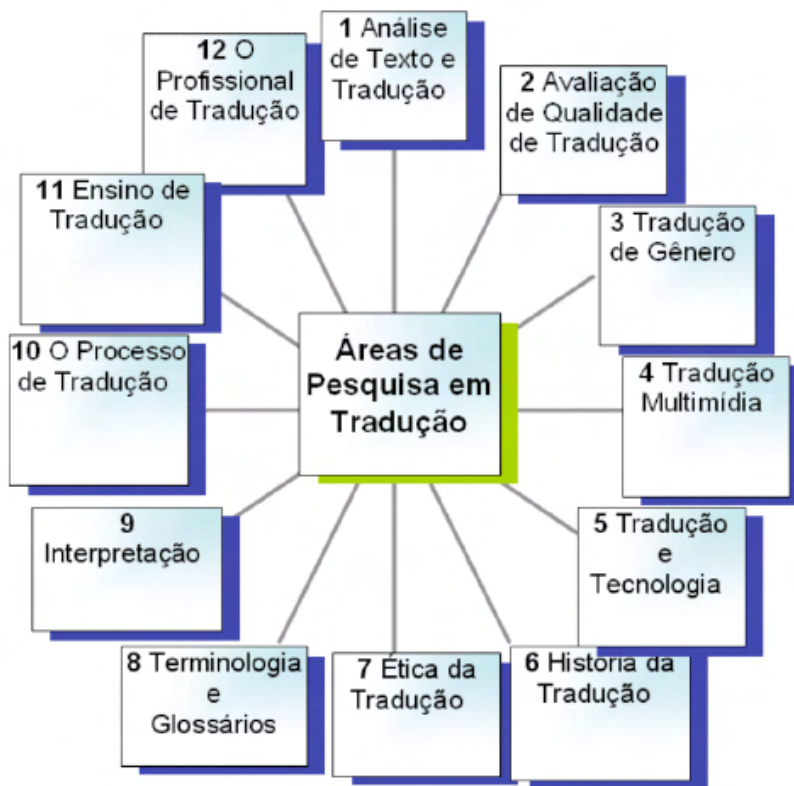 1 Análise
de Texto e
Tradução
2 Avaliação
de Qualidade
de Tradução
3 Tradução
de Gênero
4 Tradução
Multimídia
5 Tradução
e
Tecnologia
6 História da
Tradução
7 Ética da
Tradução
8 Terminologia
e
Glossários
9
Interpretação
10 O Processo
de Tradução
11 Ensino de
Tradução
12 O
Profissional
de Tradução
Áreas de
Pesquisa em
Tradução